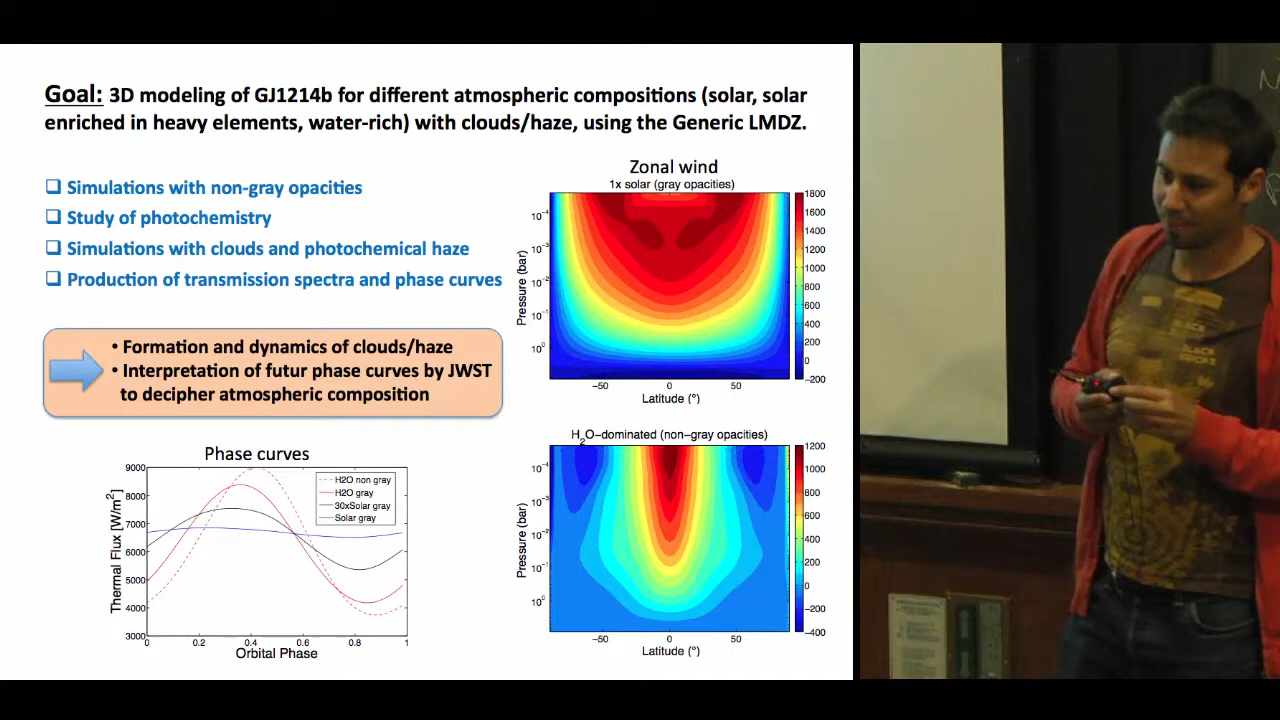 Goal: 3D modeling of GJ1214b for different atmospheric compositions (solar, solar
enriched in heavy elements, water-rich) with clouds/haze, using the Generic LMDZ.
❑ Simulations with non-gray opacities
❑ Study of photochemistry
❑ Simulations with clouds and photochemical haze
❑ Production of transmission spectra and phase curves
• Formation and dynamics of clouds/haze
• Interpretation of futur phase curves by JWST
to decipher atmospheric composition
Phase curves
9000
8000
7000
6000
5000
4000
3000
Thermal Flux [W/m²]
H2O non gray
H2O gray
30xSolar gray
Solar gray
0 0.2 0.4 0.6 0.8 1
Orbital Phase
Zonal wind
1x solar (gray opacities)
Pressure (bar)
10⁻⁴
10⁻³
10⁻²
10⁻¹
10⁰
−50 0 50
Latitude (°)
1800
1600
1400
1200
1000
800
600
400
200
0
−200
H₂O−dominated (non−gray opacities)
Pressure (bar)
10⁻⁴
10⁻³
10⁻²
10⁻¹
10⁰
−50 0 50
Latitude (°)
1200
1000
800
600
400
200
0
−200
−400